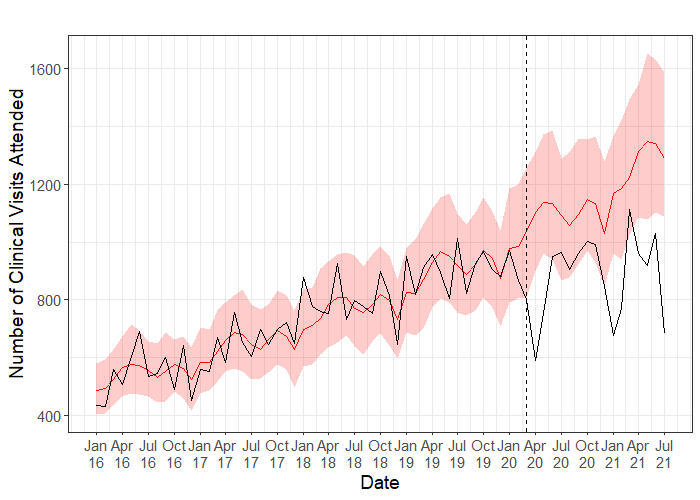 Number of Clinical Visits Attended
1600
1200
800
400
Jan Apr Jul Oct Jan Apr Jul Oct Jan Apr Jul Oct Jan Apr Jul Oct Jan Apr Jul Oct Jan Apr Jul
16 16 16 16 17 17 17 17 18 18 18 18 19 19 19 19 20 20 20 20 21 21 21
Date